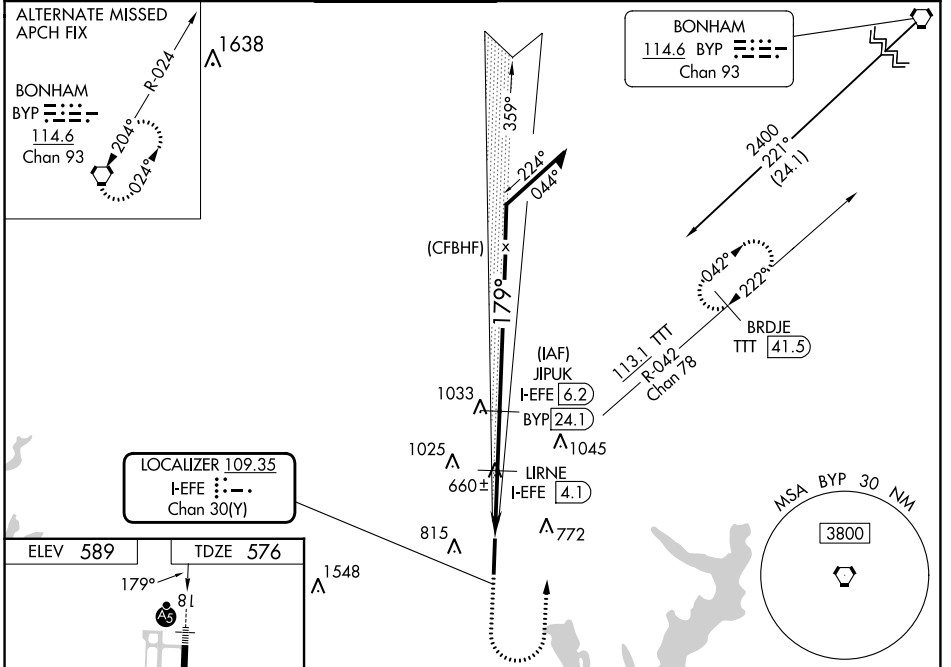 ALTERNATE MISSED
APCH FIX
BONHAM
BYP
114.6
Chan 93
R-024
204°
024°
1638
359°
224°
044°
(CFBHF)
x
179°
BONHAM
114.6 BYP
Chan 93
2400
221°
(24.1)
042°
222°
BRDJE
TTT 41.5
113.1 TTT
R-042
Chan 78
(IAF)
JIPUK
I-EFE 6.2
BYP 24.1
1033
1045
1025
660±
LIRNE
I-EFE 4.1
LOCALIZER 109.35
I-EFE
Chan 30(Y)
815
772
MSA BYP 30 NM
3800
ELEV 589
TDZE 576
179°
18
A5
1548